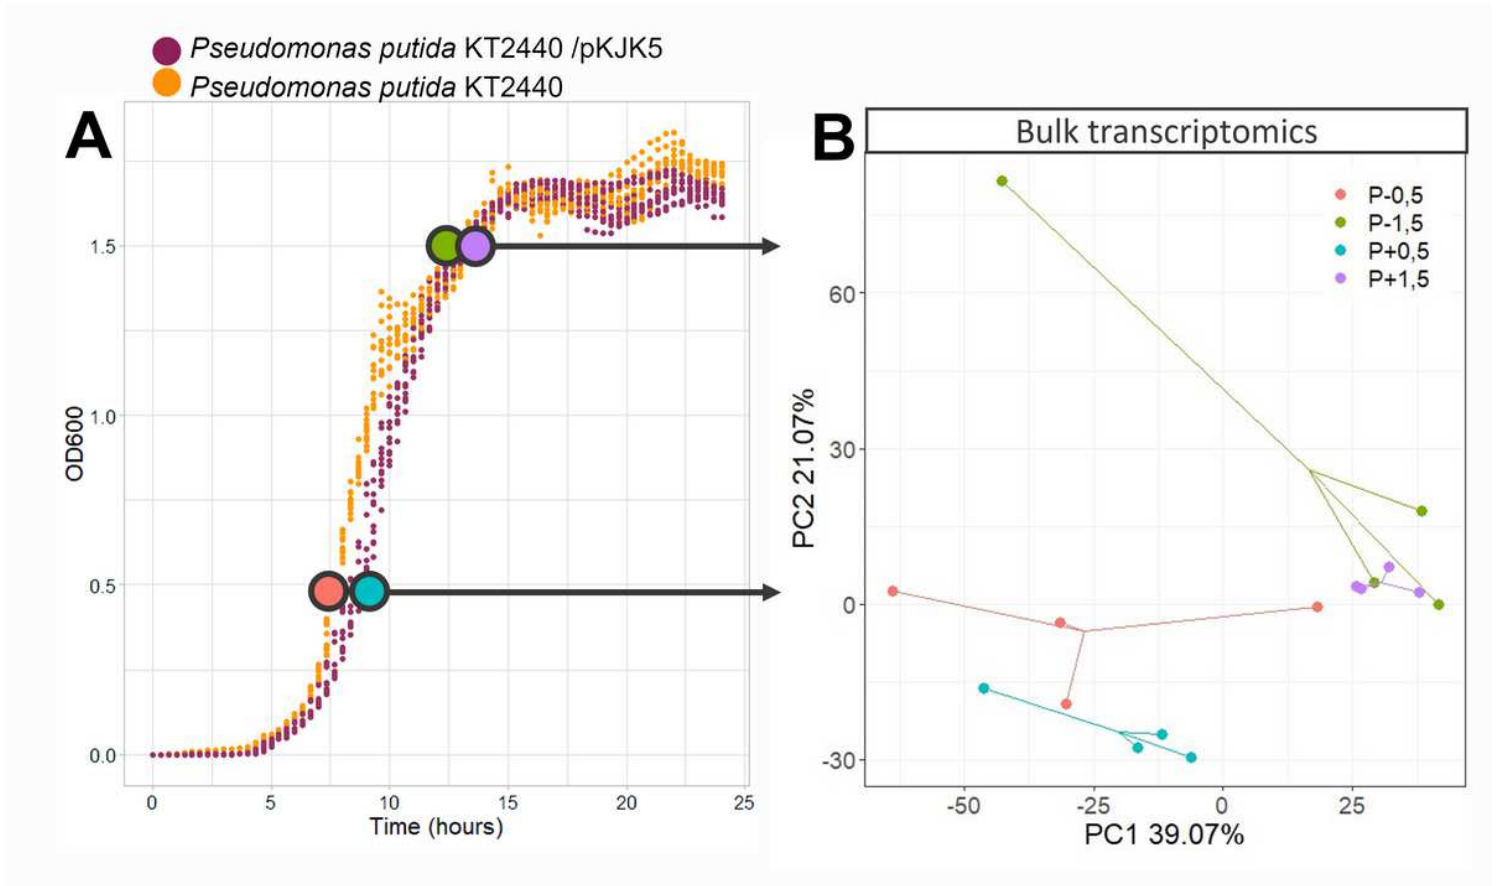 Pseudomonas putida KT2440 /pKJK5
Pseudomonas putida KT2440
A
OD600
1.5
1.0
0.5
0.0
0 5 10 15 20 25
Time (hours)
B
Bulk transcriptomics
P-0,5
P-1,5
P+0,5
P+1,5
PC2 21.07%
60
30
0
-30
-50 -25 0 25
PC1 39.07%